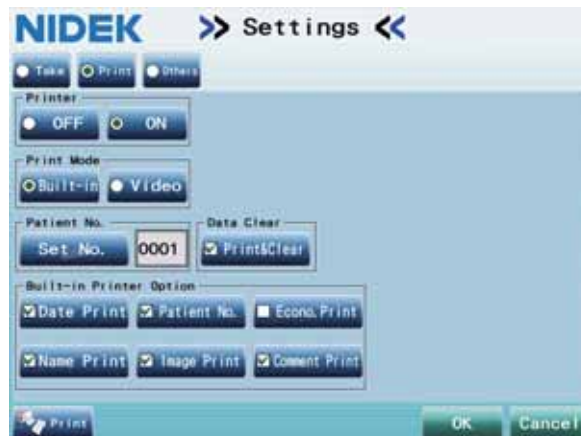 NIDEK >> Settings <<
Take Print Others
Printer
OFF ON
Print Mode
Built-in Video
Patient No. Data Clear
Set No. 0001 Print&Clear
Built-in Printer Option
Date Print Patient No. Econo. Print
Name Print Image Print Comment Print
Print OK Cancel